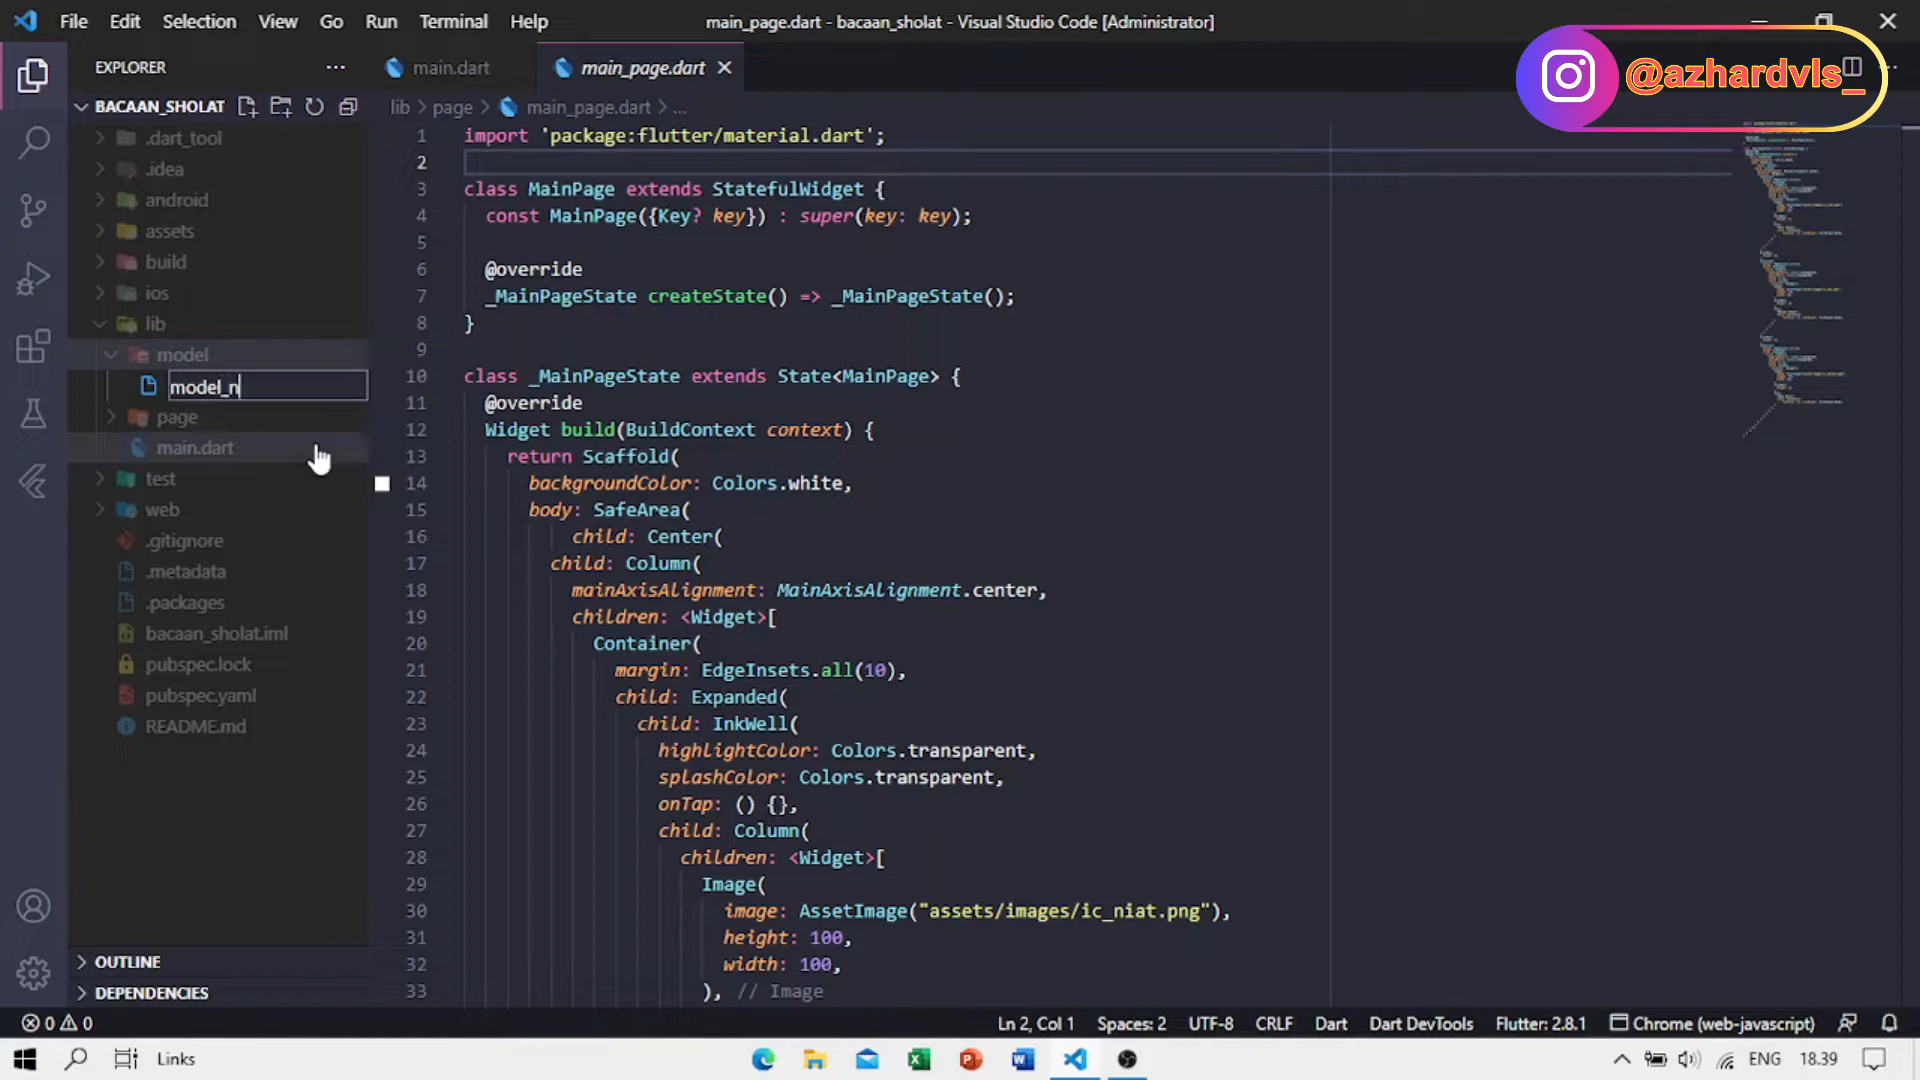 File Edit Selection View Go Run Terminal Help
main_page.dart - bacaan_sholat - Visual Studio Code [Administrator]
@azhardvls_
EXPLORER
BACAAN_SHOLAT
.dart_tool
.idea
android
assets
build
ios
lib
model
model_n
page
main.dart
test
web
.gitignore
.metadata
.packages
bacaan_sholat.iml
pubspec.lock
pubspec.yaml
README.md
OUTLINE
DEPENDENCIES
main.dart
main_page.dart
lib > page > main_page.dart > ...
1 import 'package:flutter/material.dart';
2
3 class MainPage extends StatefulWidget {
4 const MainPage({Key? key}) : super(key: key);
5
6 @override
7 _MainPageState createState() => _MainPageState();
8 }
9
10 class _MainPageState extends State<MainPage> {
11 @override
12 Widget build(BuildContext context) {
13 return Scaffold(
14 backgroundColor: Colors.white,
15 body: SafeArea(
16 child: Center(
17 child: Column(
18 mainAxisAlignment: MainAxisAlignment.center,
19 children: <Widget>[
20 Container(
21 margin: EdgeInsets.all(10),
22 child: Expanded(
23 child: InkWell(
24 highlightColor: Colors.transparent,
25 splashColor: Colors.transparent,
26 onTap: () {},
27 child: Column(
28 children: <Widget>[
29 Image(
30 image: AssetImage("assets/images/ic_niat.png"),
31 height: 100,
32 width: 100,
33 ), // Image
0 0
Ln 2, Col 1 Spaces: 2 UTF-8 CRLF Dart Dart DevTools Flutter: 2.8.1 Chrome (web-javascript)
Links
ENG 18.39